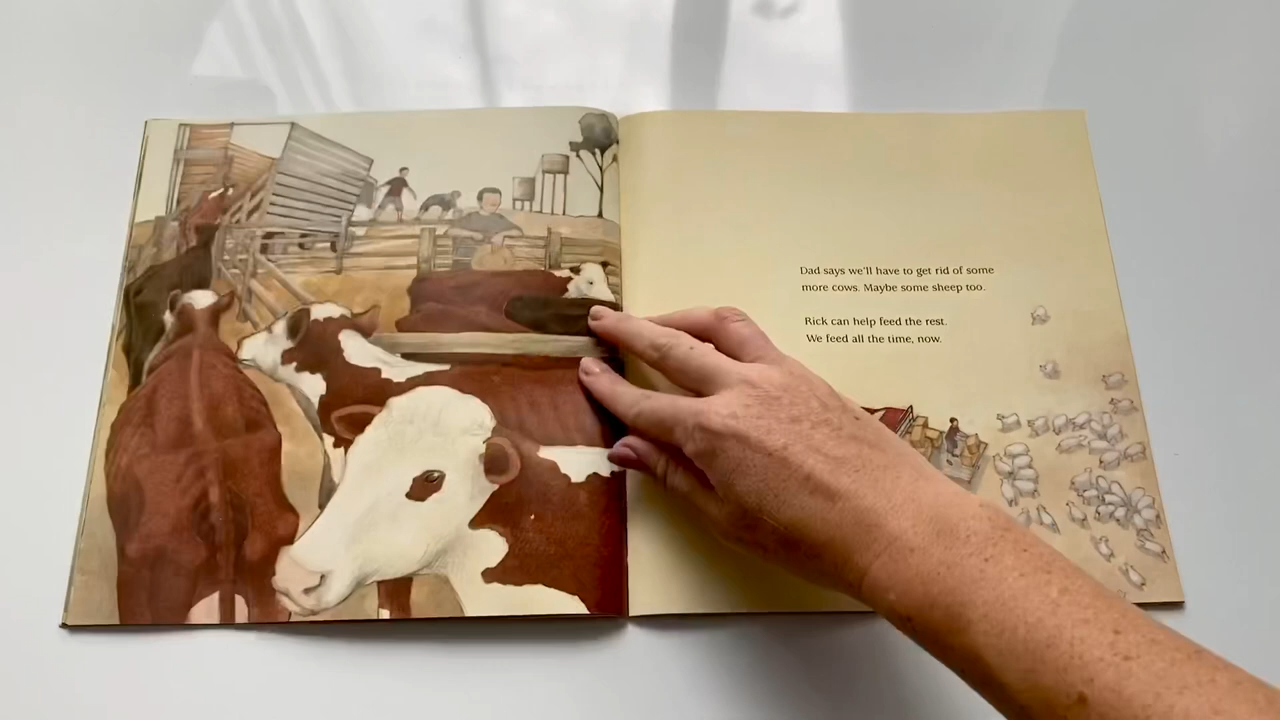 Dad says we'll have to get rid of some
more cows. Maybe some sheep too.
Rick can help feed the rest.
We feed all the time, now.